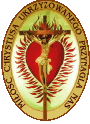 MIŁOŚĆ CHRYSTUSA UKRZYŻOWANEGO PRZYNAGLA NAS